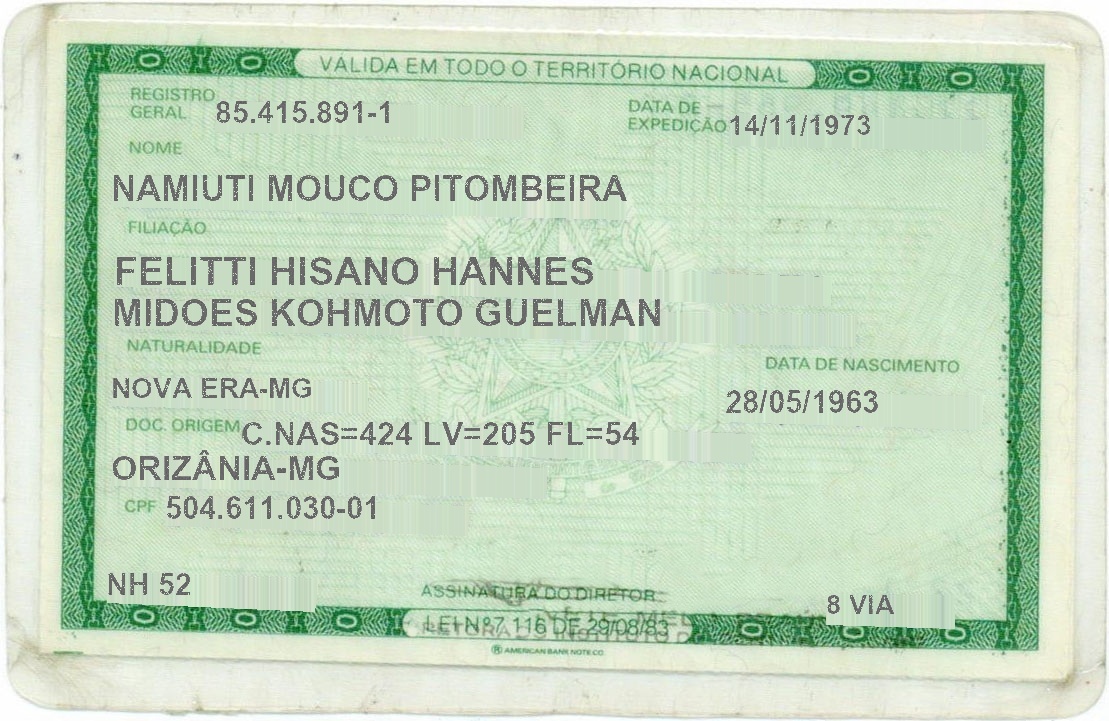 VALIDA EM TODO O TERRITÓRIO NACIONAL
REGISTRO GERAL 85.415.891-1
DATA DE EXPEDIÇÃO 14/11/1973
NOME
NAMIUTI MOUCO PITOMBEIRA
FILIAÇÃO
FELITTI HISANO HANNES
MIDOES KOHMOTO GUELMAN
NATURALIDADE
DATA DE NASCIMENTO
NOVA ERA-MG
28/05/1963
DOC. ORIGEM C.NAS=424 LV=205 FL=54
ORIZÂNIA-MG
CPF 504.611.030-01
NH 52
ASSINATURA DO DIRETOR
8 VIA
LEI Nº 7.116 DE 29/08/83
AMERICAN BANK NOTE CO.